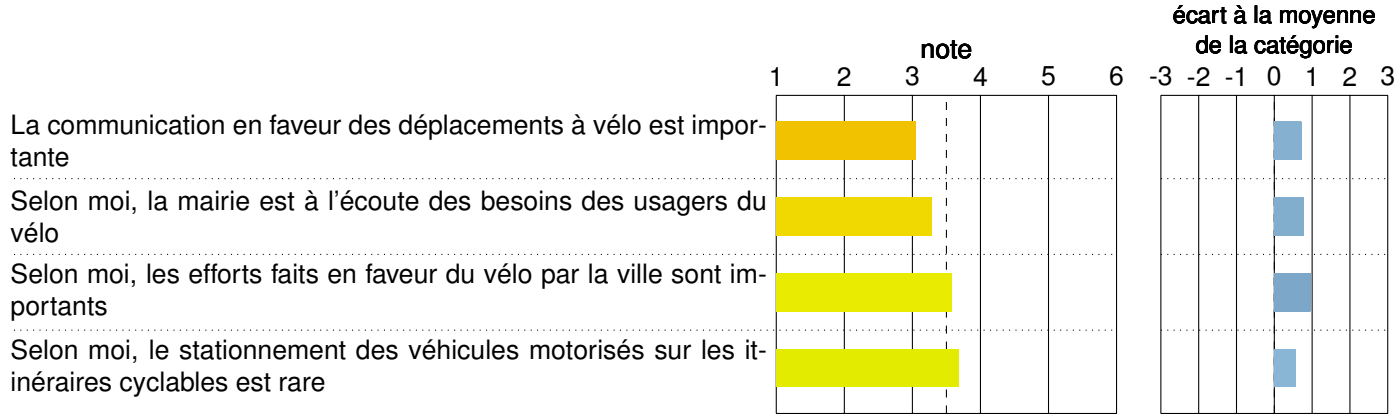 écart à la moyenne
de la catégorie
note
1 2 3 4 5 6
-3 -2 -1 0 1 2 3
La communication en faveur des déplacements à vélo est impor-
tante
Selon moi, la mairie est à l'écoute des besoins des usagers du
vélo
Selon moi, les efforts faits en faveur du vélo par la ville sont im-
portants
Selon moi, le stationnement des véhicules motorisés sur les it-
inéraires cyclables est rare